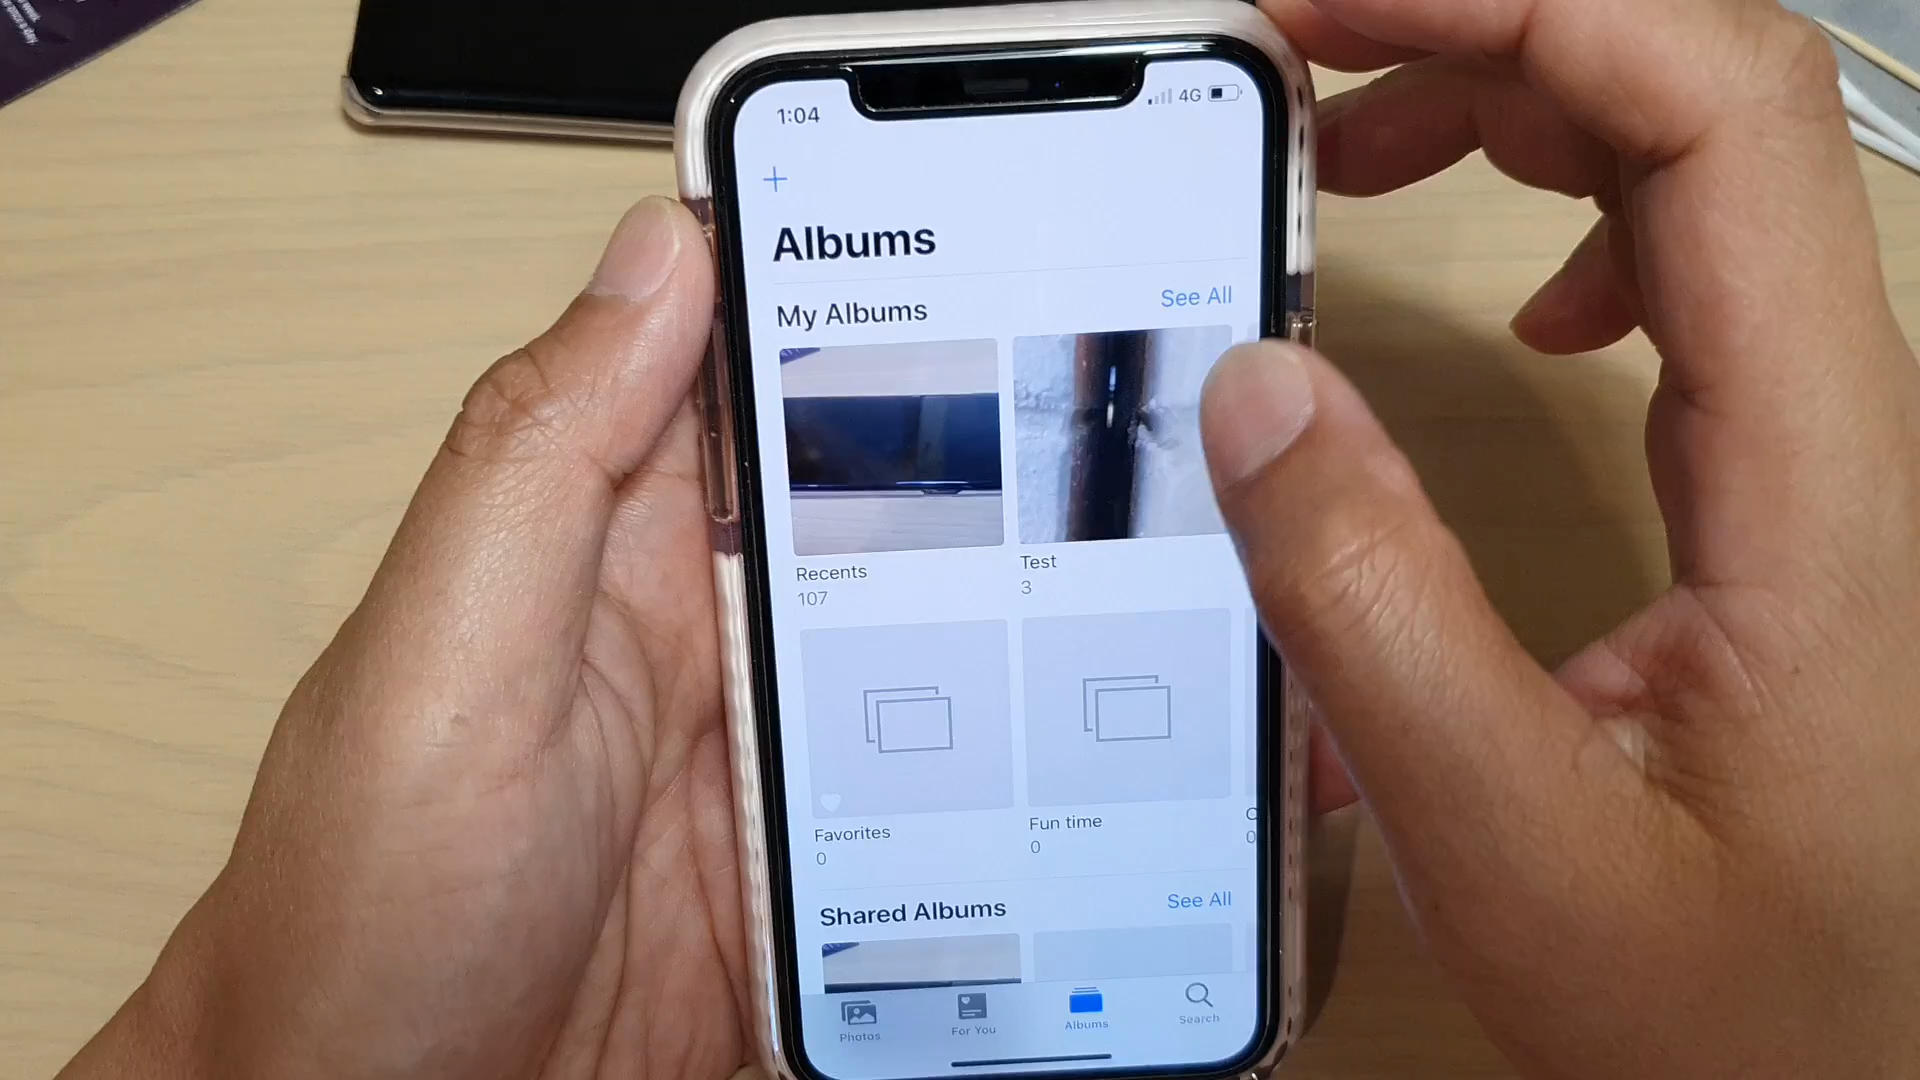 1:04
4G
+
Albums
My Albums
See All
Recents
107
Test
3
Favorites
0
Fun time
0
0
Shared Albums
See All
Photos
For You
Albums
Search